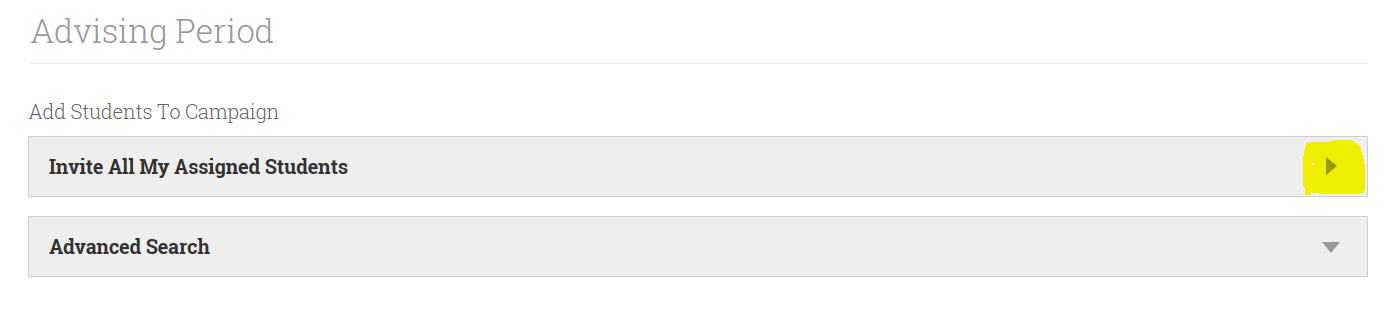 Advising Period
Add Students To Campaign
Invite All My Assigned Students
Advanced Search